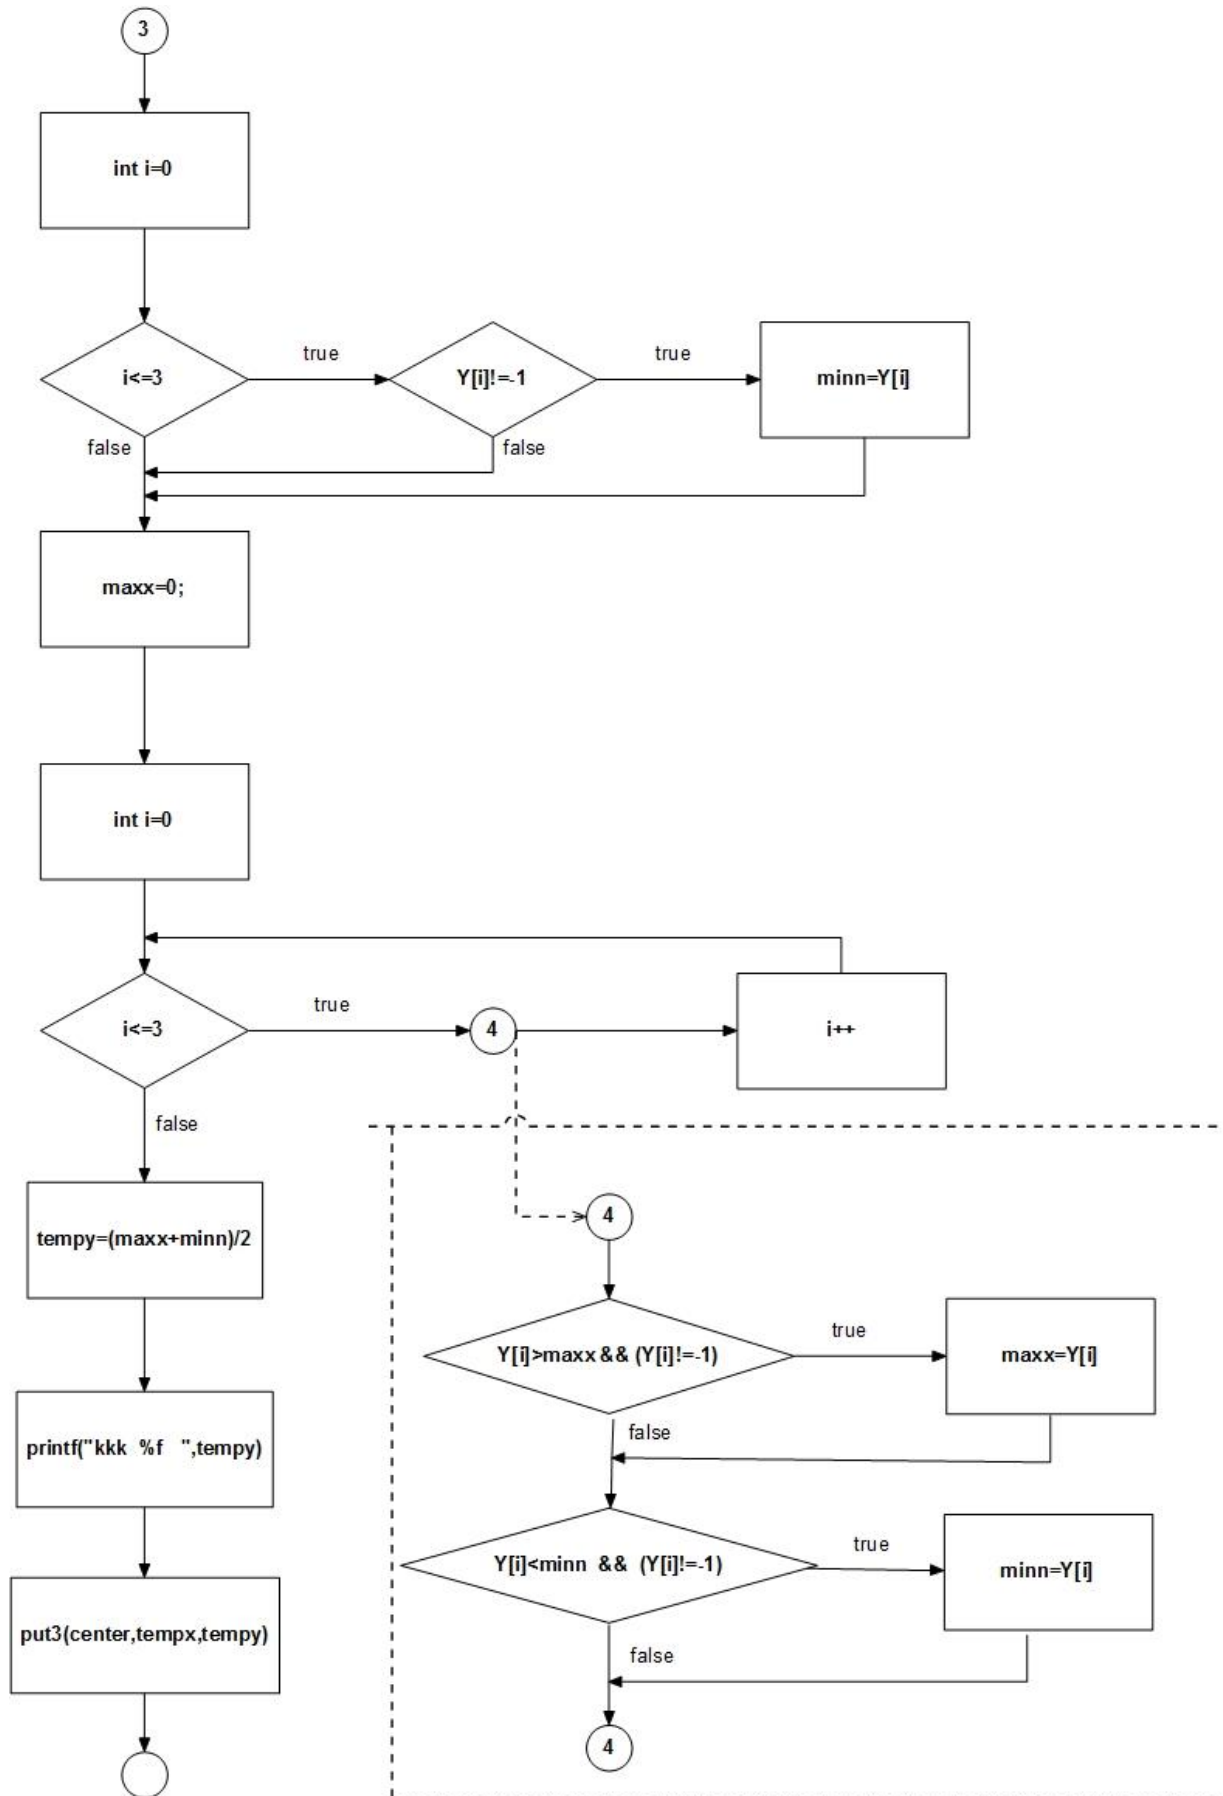 3
int i=0
i<=3
true
Y[i]!=-1
true
minn=Y[i]
false
false
maxx=0;
int i=0
i<=3
true
4
i++
false
tempy=(maxx+minn)/2
printf("kkk %f ",tempy)
put3(center,tempx,tempy)
4
Y[i]>maxx && (Y[i]!=-1)
true
maxx=Y[i]
false
Y[i]<minn && (Y[i]!=-1)
true
minn=Y[i]
false
4